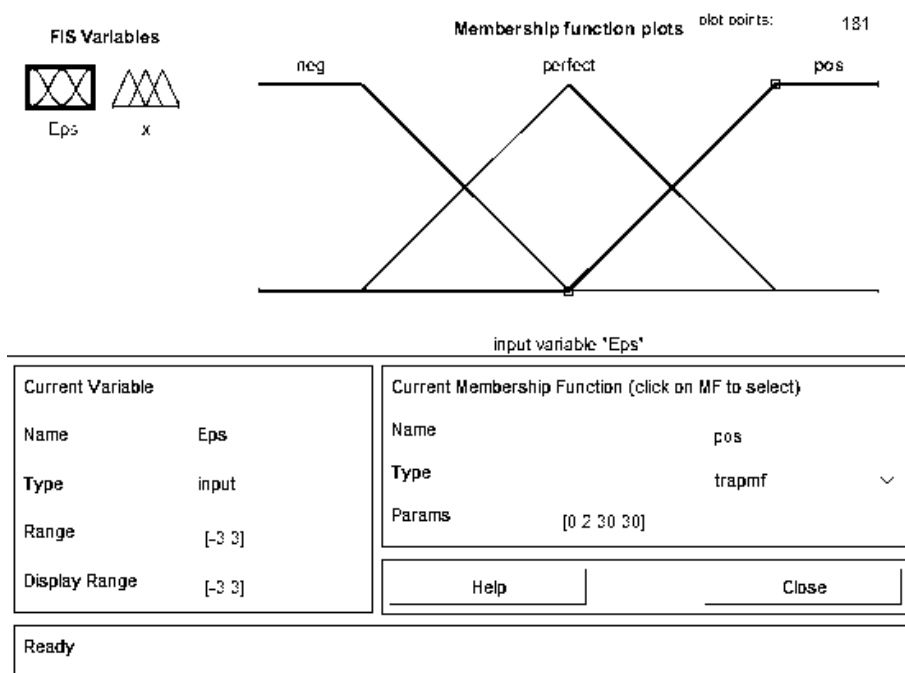 FIS Variables
Eps
x
Membership function plots
plot points:
181
neg
perfect
pos
input variable "Eps"
Current Variable
Name Eps
Type input
Range [-3 3]
Display Range [-3 3]
Current Membership Function (click on MF to select)
Name pos
Type trapmf
Params [0 2 30 30]
Help
Close
Ready